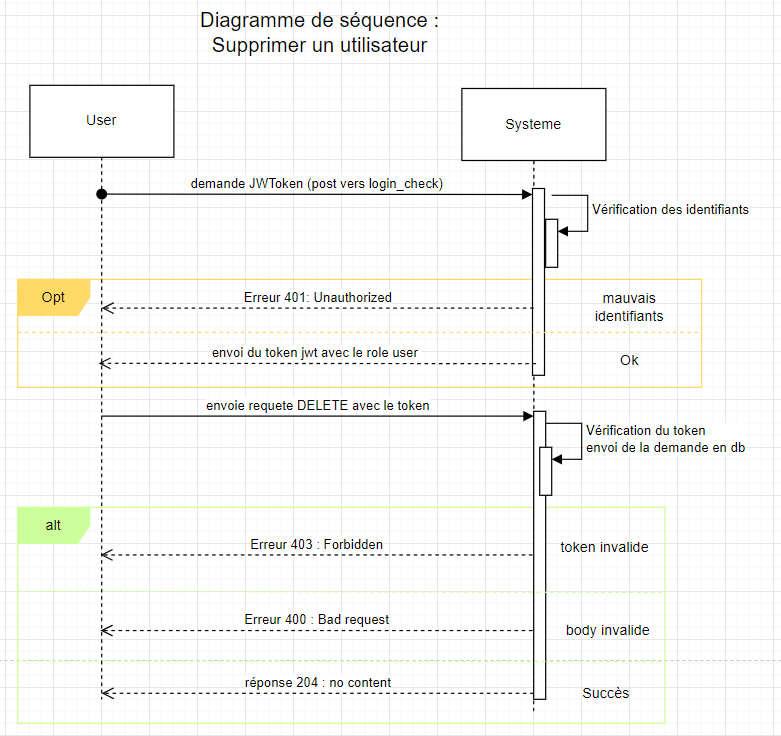 Diagramme de séquence :
Supprimer un utilisateur
User
Systeme
demande JWToken (post vers login_check)
Vérification des identifiants
Opt
Erreur 401: Unauthorized
mauvais
identifiants
envoi du token jwt avec le role user
Ok
envoie requete DELETE avec le token
Vérification du token
envoi de la demande en db
alt
Erreur 403 : Forbidden
token invalide
Erreur 400 : Bad request
body invalide
réponse 204 : no content
Succès